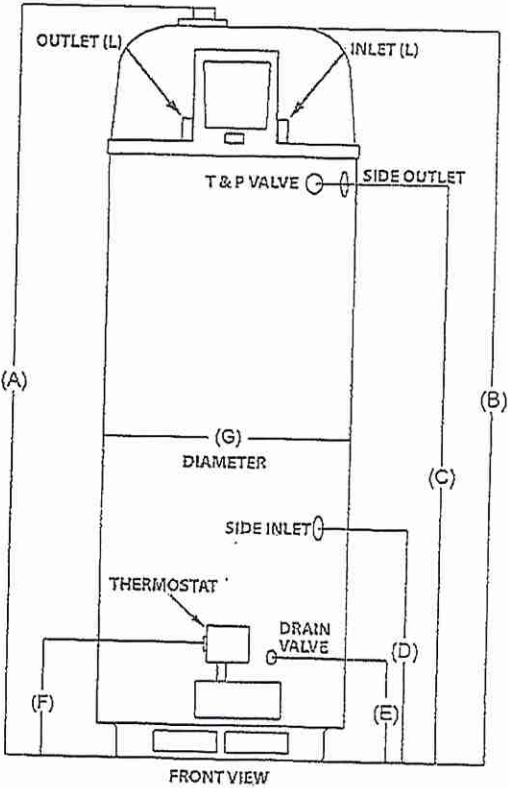 OUTLET (L)
INLET (L)
T & P VALVE
SIDE OUTLET
(A)
(B)
(G)
DIAMETER
(C)
SIDE INLET
THERMOSTAT
DRAIN
VALVE
(D)
(F)
(E)
FRONT VIEW